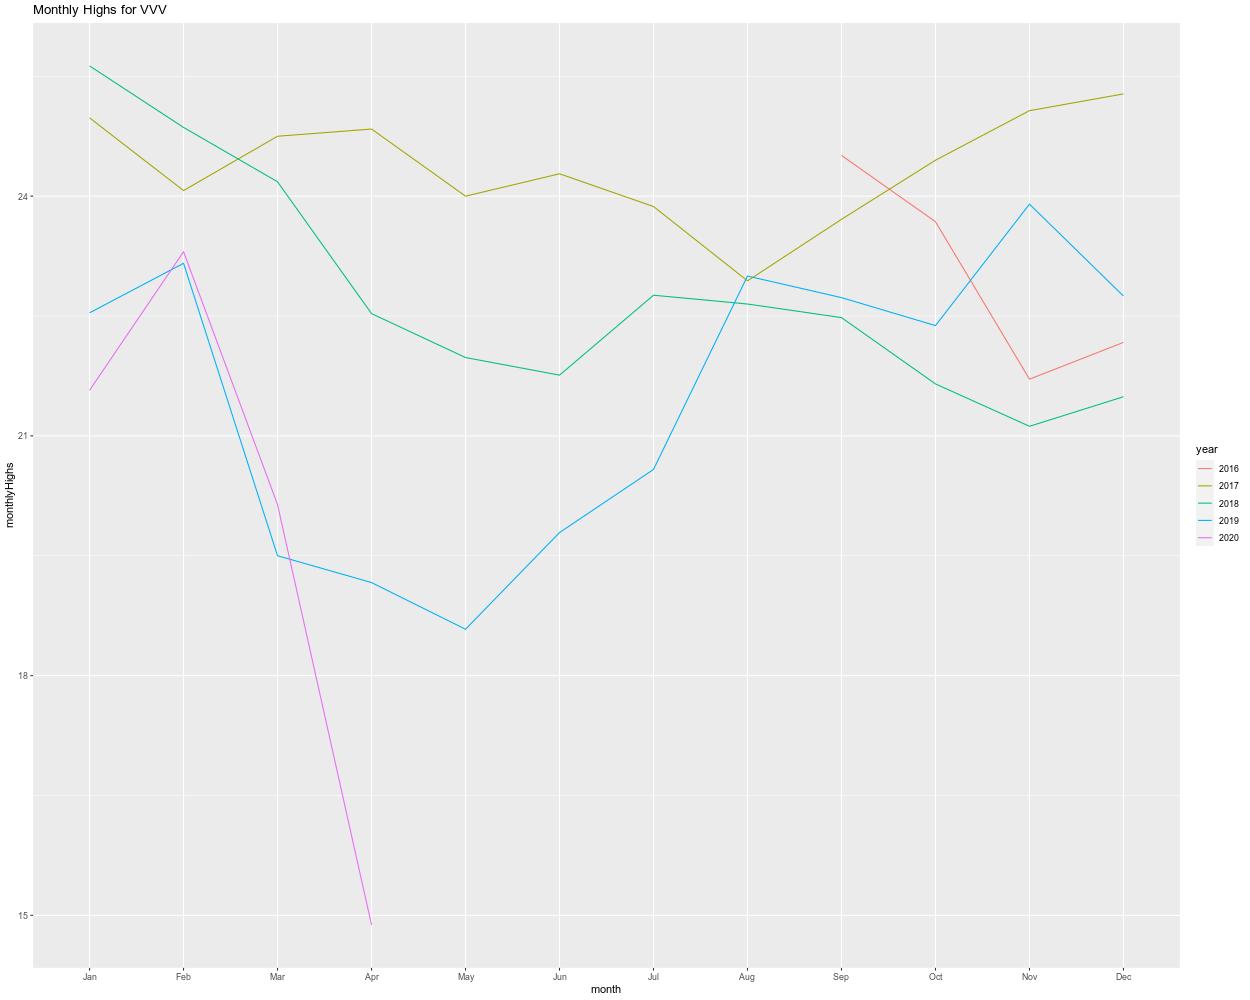 Monthly Highs for VVV
monthlyHighs
24
21
18
15
Jan Feb Mar Apr May Jun Jul Aug Sep Oct Nov Dec
month
year
2016
2017
2018
2019
2020